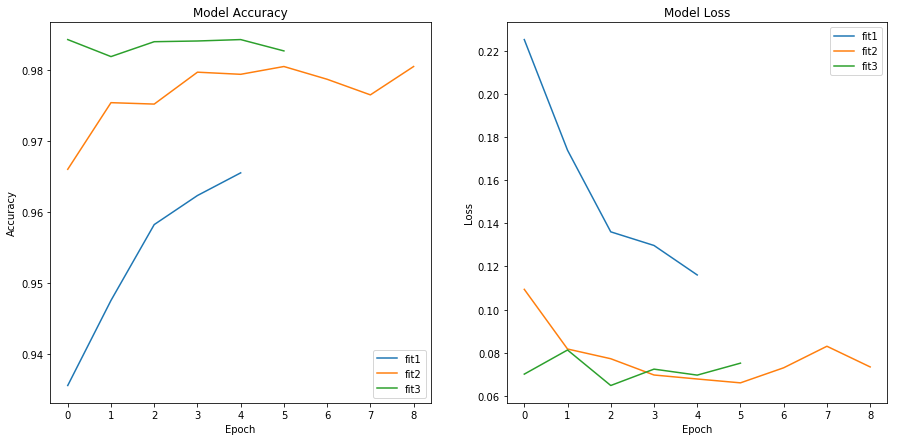 Model Accuracy
Accuracy
0.98
0.97
0.96
0.95
0.94
0 1 2 3 4 5 6 7 8
Epoch
fit1
fit2
fit3
Model Loss
Loss
0.22
0.20
0.18
0.16
0.14
0.12
0.10
0.08
0.06
0 1 2 3 4 5 6 7 8
Epoch
fit1
fit2
fit3